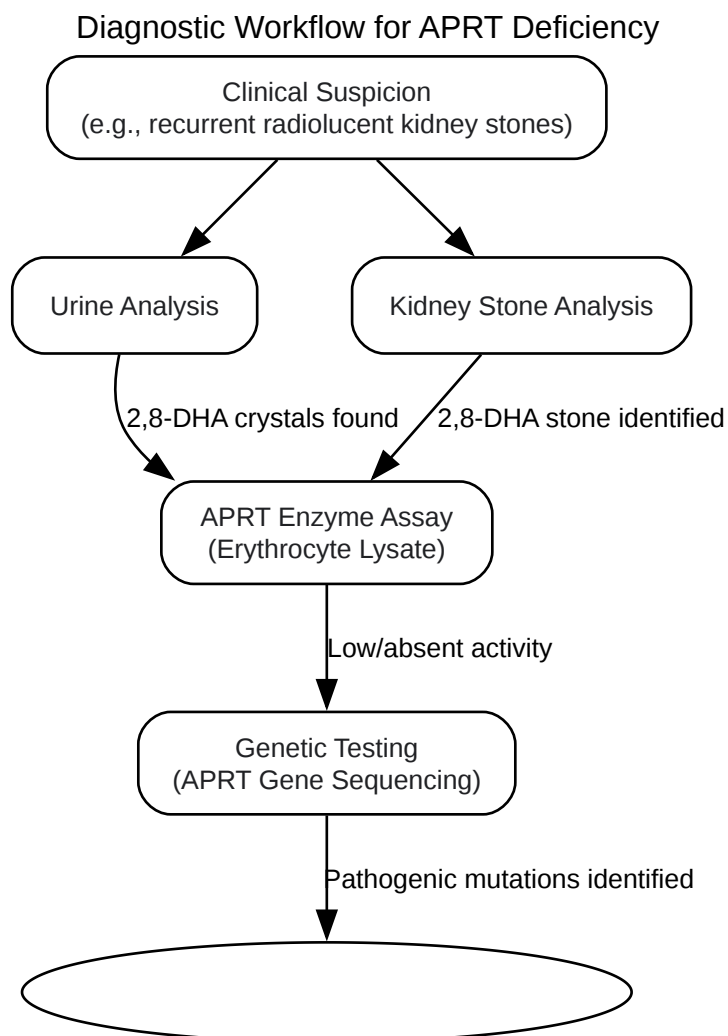 Diagnostic Workflow for APRT Deficiency
Clinical Suspicion
(e.g., recurrent radiolucent kidney stones)
Urine Analysis
Kidney Stone Analysis
2,8-DHA crystals found
2,8-DHA stone identified
APRT Enzyme Assay
(Erythrocyte Lysate)
Low/absent activity
Genetic Testing
(APRT Gene Sequencing)
Pathogenic mutations identified